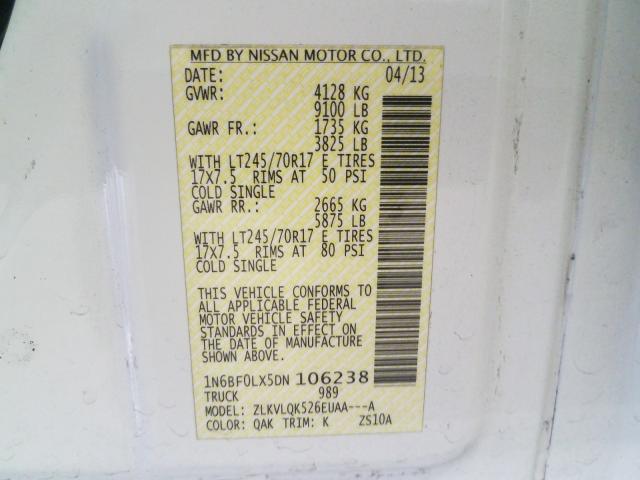 MFD BY NISSAN MOTOR CO., LTD.
DATE: 04/13
GVWR: 4128 KG
9100 LB
GAWR FR.: 1735 KG
3825 LB
WITH LT245/70R17 E TIRES
17X7.5 RIMS AT 50 PSI
COLD SINGLE
GAWR RR.: 2665 KG
5875 LB
WITH LT245/70R17 E TIRES
17X7.5 RIMS AT 80 PSI
COLD SINGLE
THIS VEHICLE CONFORMS TO
ALL APPLICABLE FEDERAL
MOTOR VEHICLE SAFETY
STANDARDS IN EFFECT ON
THE DATE OF MANUFACTURE
SHOWN ABOVE.
1N6BF0LX5DN 106238
TRUCK 989
MODEL: ZLKVLQK526EUAA---A
COLOR: QAK TRIM: K ZS10A